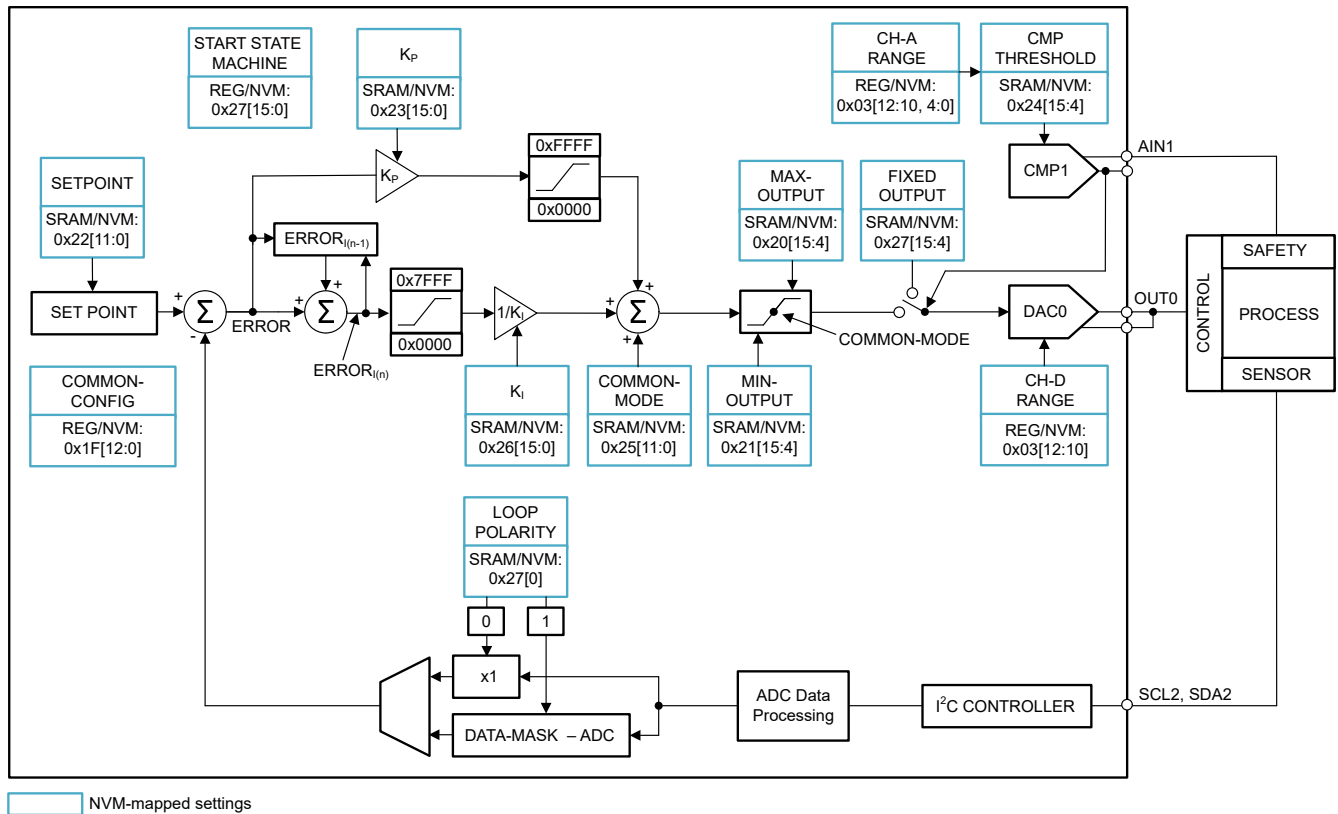 START STATE
MACHINE
REG/NVM:
0x27[15:0]
KP
SRAM/NVM:
0x23[15:0]
CH-A
RANGE
REG/NVM:
0x03[12:10, 4:0]
CMP
THRESHOLD
SRAM/NVM:
0x24[15:4]
SETPOINT
SRAM/NVM:
0x22[11:0]
KP
0xFFFF
0x0000
MAX-
OUTPUT
SRAM/NVM:
0x20[15:4]
FIXED
OUTPUT
SRAM/NVM:
0x27[15:4]
CMP1
AIN1
ERRORI(n-1)
SET POINT
+
-
Σ
ERROR
+
+
Σ
ERRORI(n)
0x7FFF
0x0000
1/KI
+
+
+
Σ
COMMON-MODE
DAC0
OUT0
CONTROL
SAFETY
PROCESS
SENSOR
COMMON-
CONFIG
REG/NVM:
0x1F[12:0]
KI
SRAM/NVM:
0x26[15:0]
COMMON-
MODE
SRAM/NVM:
0x25[11:0]
MIN-
OUTPUT
SRAM/NVM:
0x21[15:4]
CH-D
RANGE
REG/NVM:
0x03[12:10]
LOOP
POLARITY
SRAM/NVM:
0x27[0]
0
1
x1
DATA-MASK – ADC
ADC Data
Processing
I2C CONTROLLER
SCL2, SDA2
NVM-mapped settings